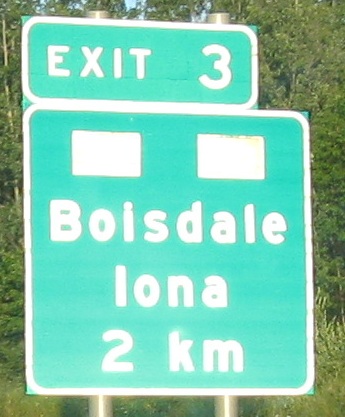 EXIT 3
Boisdale
Iona
2 km